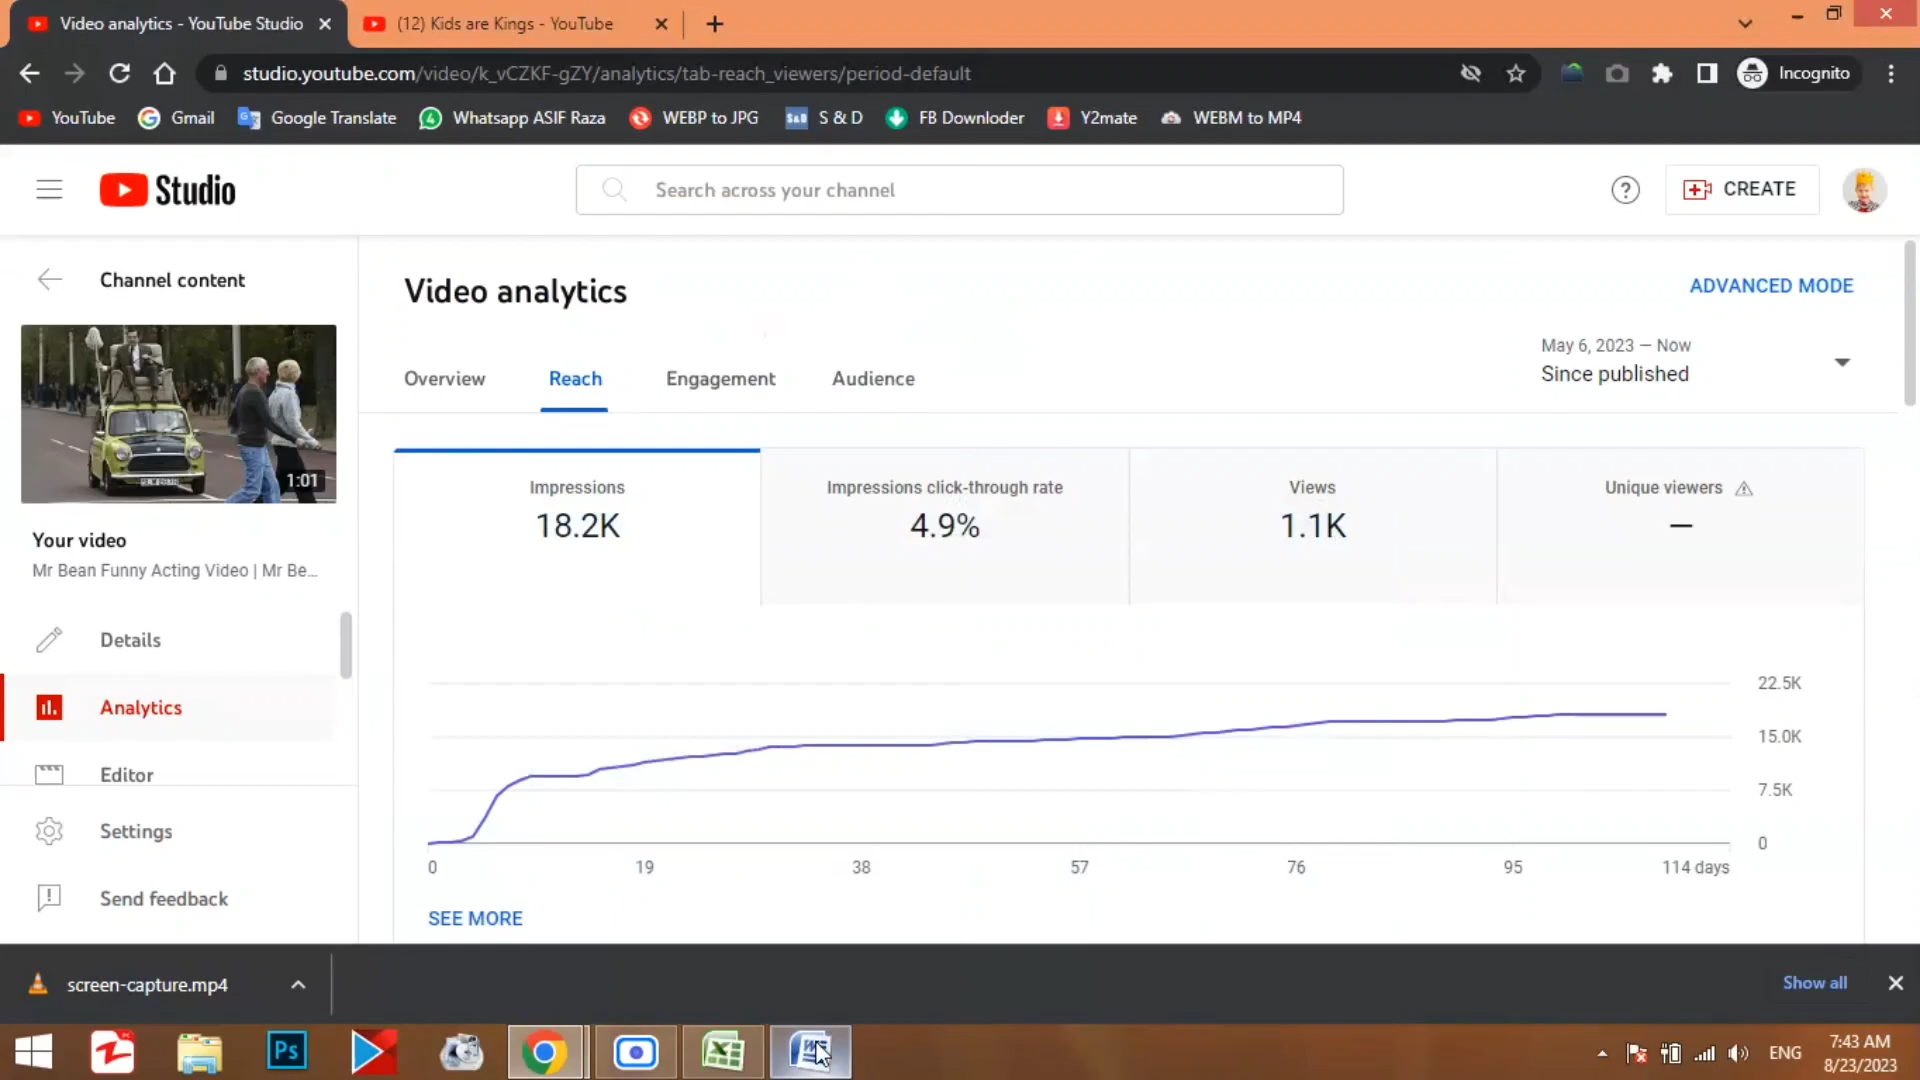 Video analytics - YouTube Studio
(12) Kids are Kings - YouTube
studio.youtube.com/video/k_vCZKF-gZY/analytics/tab-reach_viewers/period-default
Incognito
YouTube
Gmail
Google Translate
Whatsapp ASIF Raza
WEBP to JPG
S & D
FB Downloder
Y2mate
WEBM to MP4
Studio
Search across your channel
CREATE
Channel content
1:01
Your video
Mr Bean Funny Acting Video | Mr Be...
Details
Analytics
Editor
Settings
Send feedback
Video analytics
ADVANCED MODE
May 6, 2023 – Now
Since published
Overview
Reach
Engagement
Audience
Impressions
18.2K
Impressions click-through rate
4.9%
Views
1.1K
Unique viewers
—
22.5K
15.0K
7.5K
0
0 19 38 57 76 95 114 days
SEE MORE
screen-capture.mp4
Show all
Ps
ENG
7:43 AM
8/23/2023